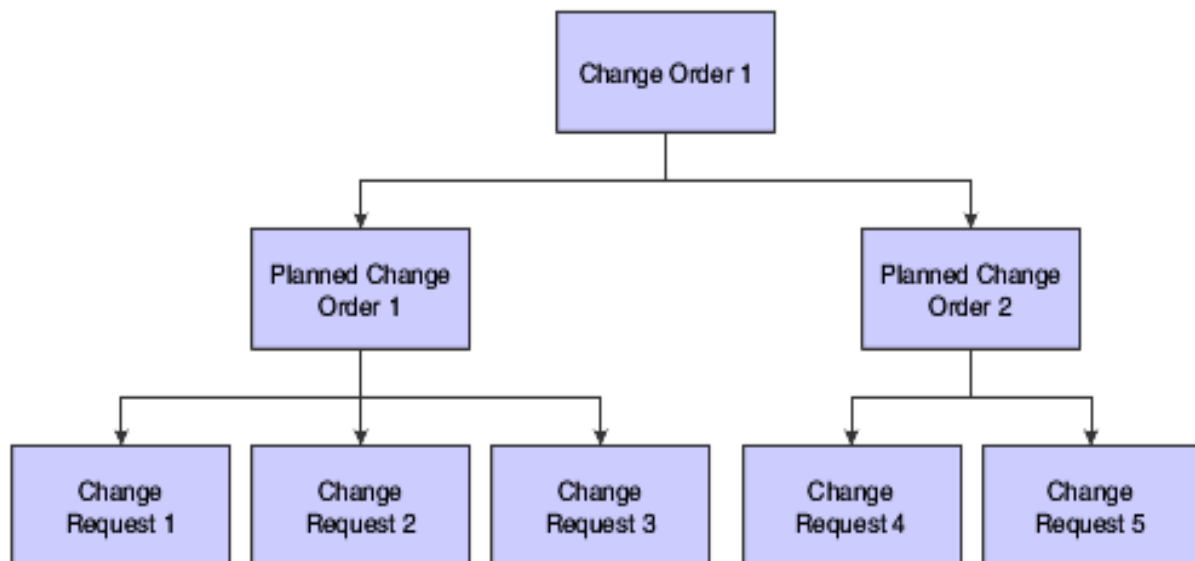 Change Order 1
Planned Change
Order 1
Planned Change
Order 2
Change
Request 1
Change
Request 2
Change
Request 3
Change
Request 4
Change
Request 5